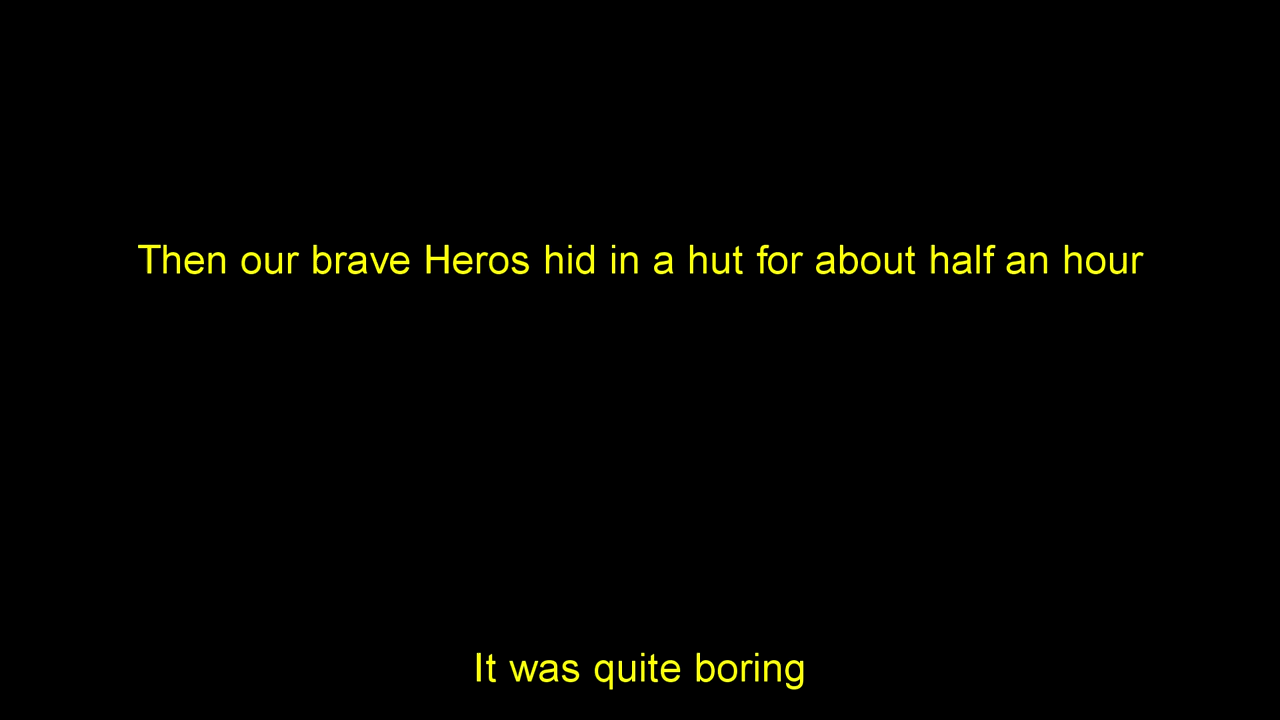 Then our brave Heros hid in a hut for about half an hour
It was quite boring